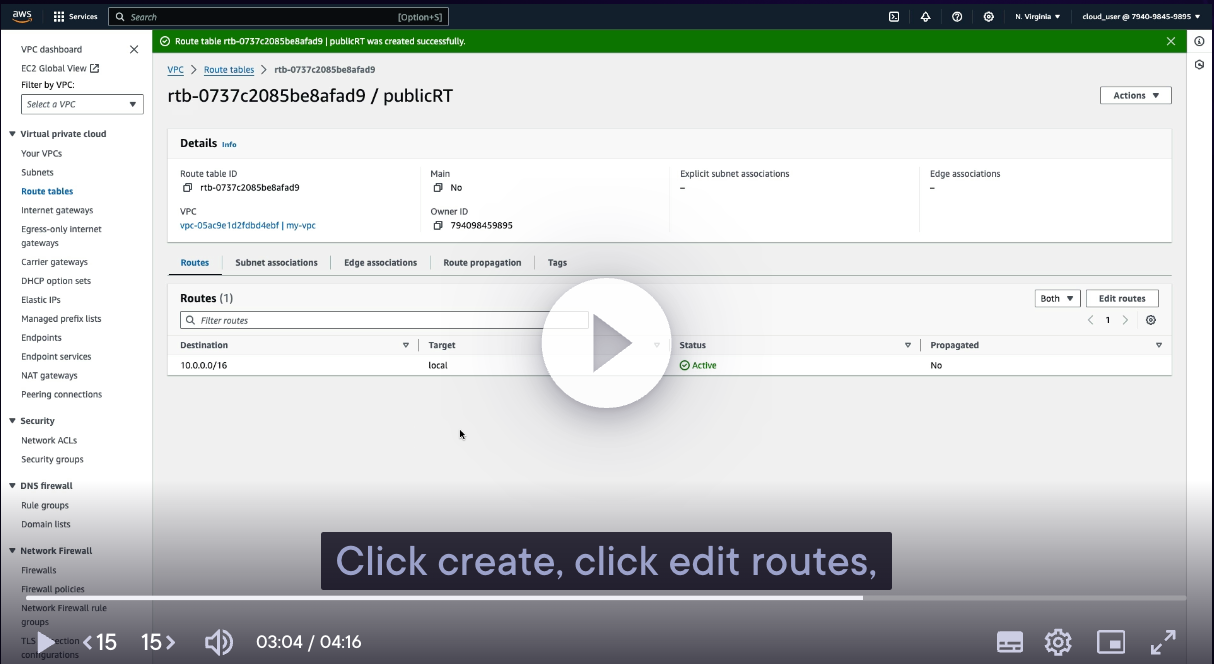 aws
Services
Search
[Option+S]
N. Virginia
cloud_user @ 7940-9845-9895
VPC dashboard
EC2 Global View
Filter by VPC:
Select a VPC
Virtual private cloud
Your VPCs
Subnets
Route tables
Internet gateways
Egress-only internet
gateways
Carrier gateways
DHCP option sets
Elastic IPs
Managed prefix lists
Endpoints
Endpoint services
NAT gateways
Peering connections
Security
Network ACLs
Security groups
DNS firewall
Rule groups
Domain lists
Network Firewall
Firewalls
Firewall policies
Network Firewall rule
groups
configurations
Route table rtb-0737c2085be8afad9 | publicRT was created successfully.
VPC
Route tables
rtb-0737c2085be8afad9
rtb-0737c2085be8afad9 / publicRT
Actions
Details Info
Route table ID
rtb-0737c2085be8afad9
Main
No
Explicit subnet associations
–
Edge associations
–
VPC
vpc-05ac9e1d2fdbd4ebf | my-vpc
Owner ID
794098459895
Routes
Subnet associations
Edge associations
Route propagation
Tags
Routes (1)
Both
Edit routes
Filter routes
1
Destination
Target
Status
Propagated
10.0.0.0/16
local
Active
No
Click create, click edit routes,
15
15
03:04 / 04:16